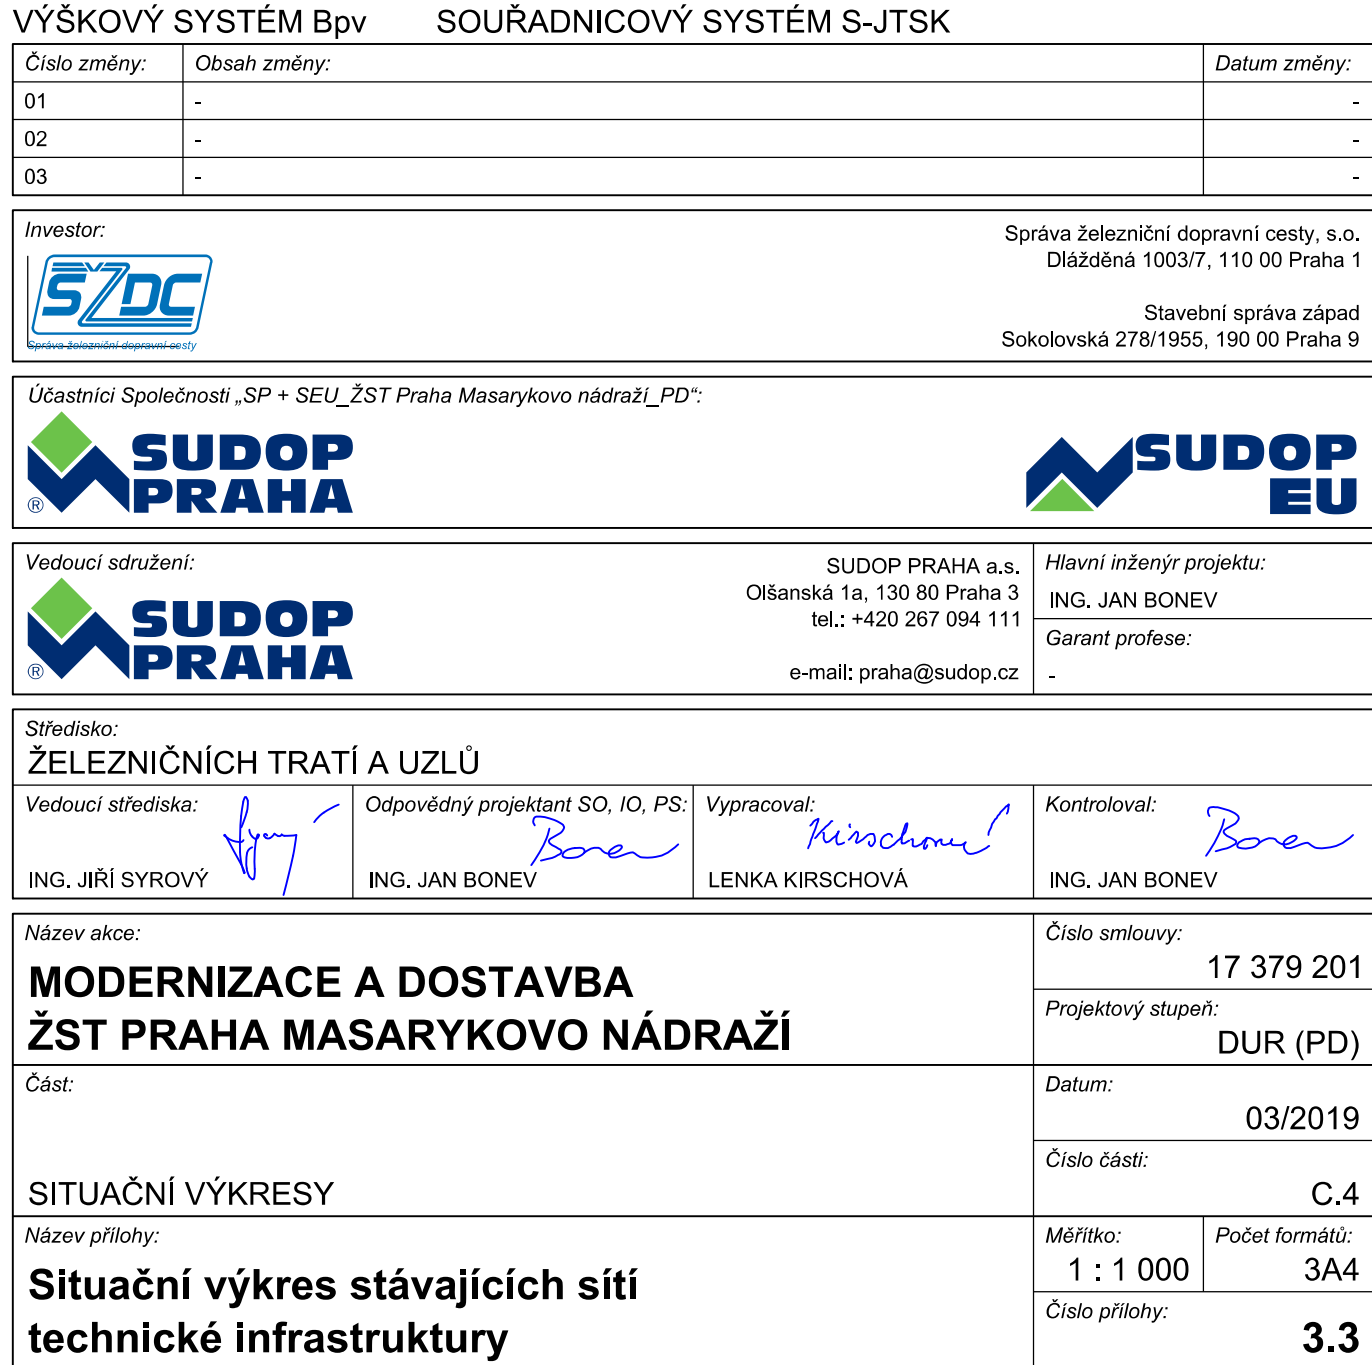 VÝŠKOVÝ SYSTÉM Bpv SOUŘADNICOVÝ SYSTÉM S-JTSK
Číslo změny: Obsah změny: Datum změny:
01 - -
02 - -
03 - -
Investor:
Správa železniční dopravní cesty, s.o.
Dlážděná 1003/7, 110 00 Praha 1
SŽDC
Správa železniční dopravní cesty
Stavební správa západ
Sokolovská 278/1955, 190 00 Praha 9
Účastníci Společnosti „SP + SEU_ŽST Praha Masarykovo nádraží_PD“:
SUDOP
PRAHA
®
SUDOP
EU
Vedoucí sdružení:
SUDOP
PRAHA
®
SUDOP PRAHA a.s.
Olšanská 1a, 130 80 Praha 3
tel.: +420 267 094 111
e-mail: praha@sudop.cz
Hlavní inženýr projektu:
ING. JAN BONEV
Garant profese:
-
Středisko:
ŽELEZNIČNÍCH TRATÍ A UZLŮ
Vedoucí střediska:
ING. JIŘÍ SYROVÝ
Odpovědný projektant SO, IO, PS:
Bonev
ING. JAN BONEV
Vypracoval:
Kirschová
LENKA KIRSCHOVÁ
Kontroloval:
Bonev
ING. JAN BONEV
Název akce:
MODERNIZACE A DOSTAVBA
ŽST PRAHA MASARYKOVO NÁDRAŽÍ
Číslo smlouvy:
17 379 201
Projektový stupeň:
DUR (PD)
Část:
SITUAČNÍ VÝKRESY
Datum:
03/2019
Číslo části:
C.4
Název přílohy:
Situační výkres stávajících sítí
technické infrastruktury
Měřítko:
1 : 1 000
Počet formátů:
3A4
Číslo přílohy:
3.3